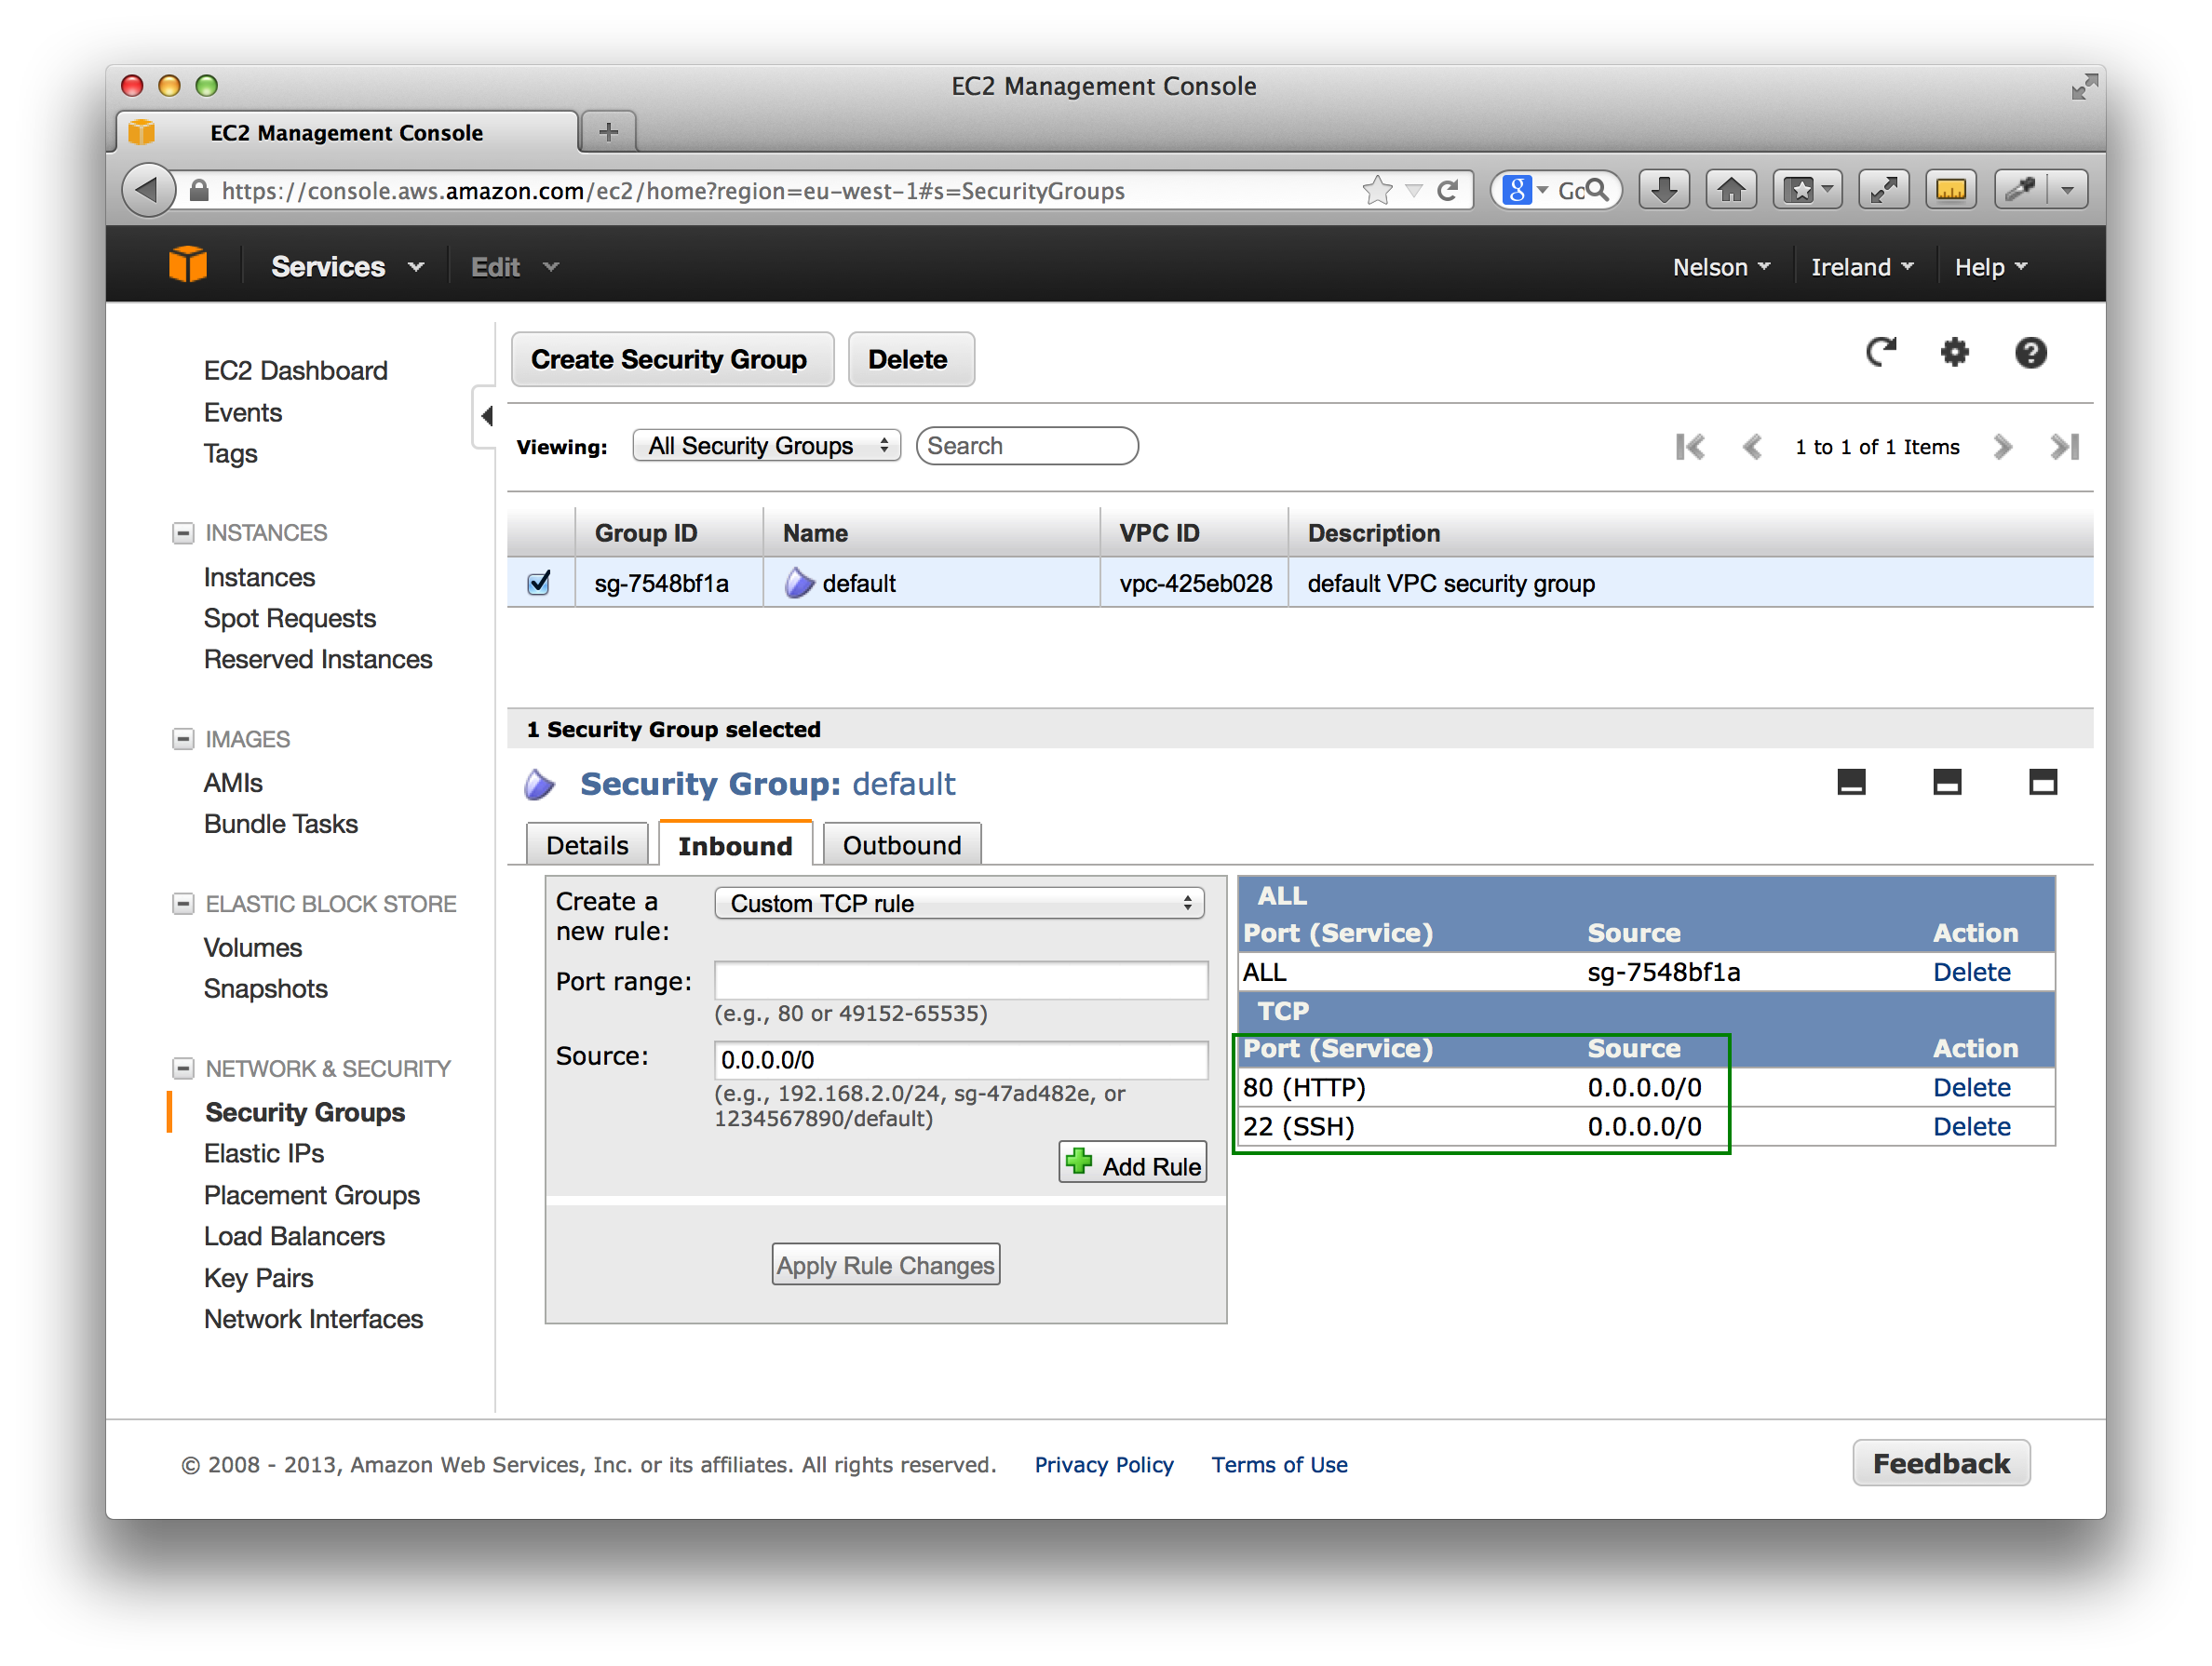 EC2 Management Console
EC2 Management Console
https://console.aws.amazon.com/ec2/home?region=eu-west-1#s=SecurityGroups
Services Edit Nelson Ireland Help
EC2 Dashboard
Events
Tags
INSTANCES
Instances
Spot Requests
Reserved Instances
IMAGES
AMIs
Bundle Tasks
ELASTIC BLOCK STORE
Volumes
Snapshots
NETWORK & SECURITY
Security Groups
Elastic IPs
Placement Groups
Load Balancers
Key Pairs
Network Interfaces
Create Security Group Delete
Viewing: All Security Groups Search 1 to 1 of 1 Items
Group ID Name VPC ID Description
sg-7548bf1a default vpc-425eb028 default VPC security group
1 Security Group selected
Security Group: default
Details Inbound Outbound
Create a new rule: Custom TCP rule
Port range:
(e.g., 80 or 49152-65535)
Source: 0.0.0.0/0
(e.g., 192.168.2.0/24, sg-47ad482e, or
1234567890/default)
Add Rule
Apply Rule Changes
ALL
Port (Service) Source Action
ALL sg-7548bf1a Delete
TCP
Port (Service) Source Action
80 (HTTP) 0.0.0.0/0 Delete
22 (SSH) 0.0.0.0/0 Delete
© 2008 - 2013, Amazon Web Services, Inc. or its affiliates. All rights reserved. Privacy Policy Terms of Use Feedback